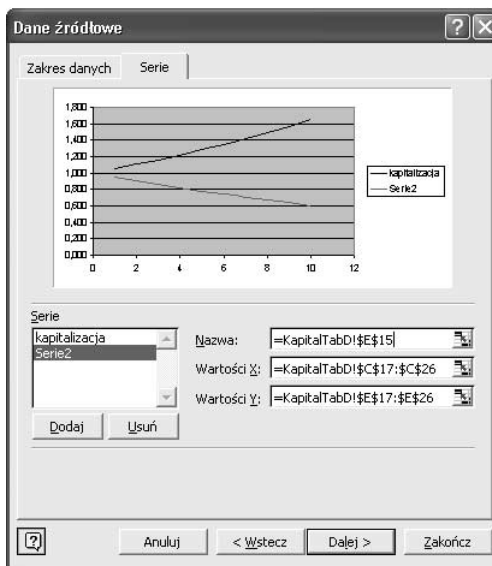 Dane źródłowe
Zakres danych Serie
1,800
1,600
1,400
1,200
1,000
0,800
0,600
0,400
0,200
0,000
0 2 4 6 8 10 12
kapitalizacja
Serie2
Serie
kapitalizacja
Serie2
Nazwa: =KapitalTabD!$E$15
Wartości X: =KapitalTabD!$C$17:$C$26
Wartości Y: =KapitalTabD!$E$17:$E$26
Dodaj Usuń
Anuluj < Wstecz Dalej > Zakończ